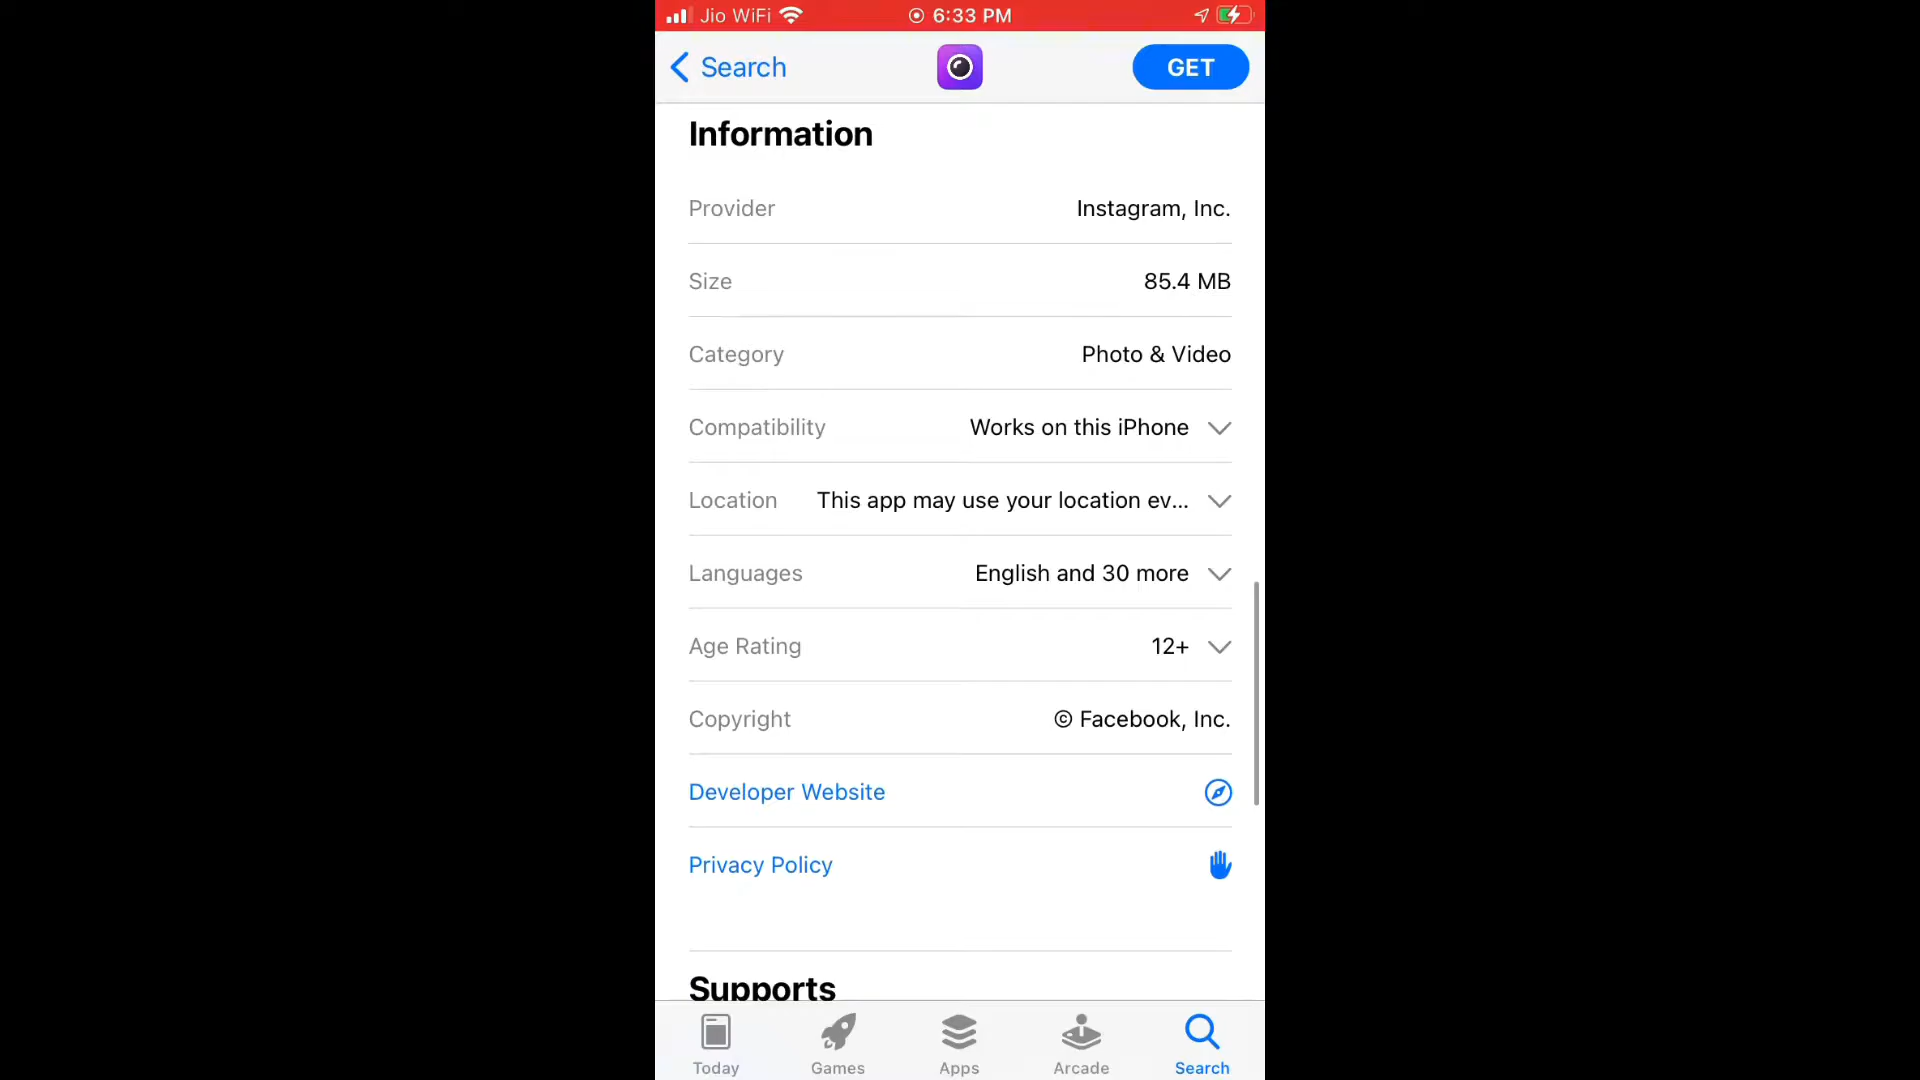 Jio WiFi 6:33 PM
Search GET
Information
Provider Instagram, Inc.
Size 85.4 MB
Category Photo & Video
Compatibility Works on this iPhone
Location This app may use your location ev...
Languages English and 30 more
Age Rating 12+
Copyright © Facebook, Inc.
Developer Website
Privacy Policy
Supports
Today Games Apps Arcade Search